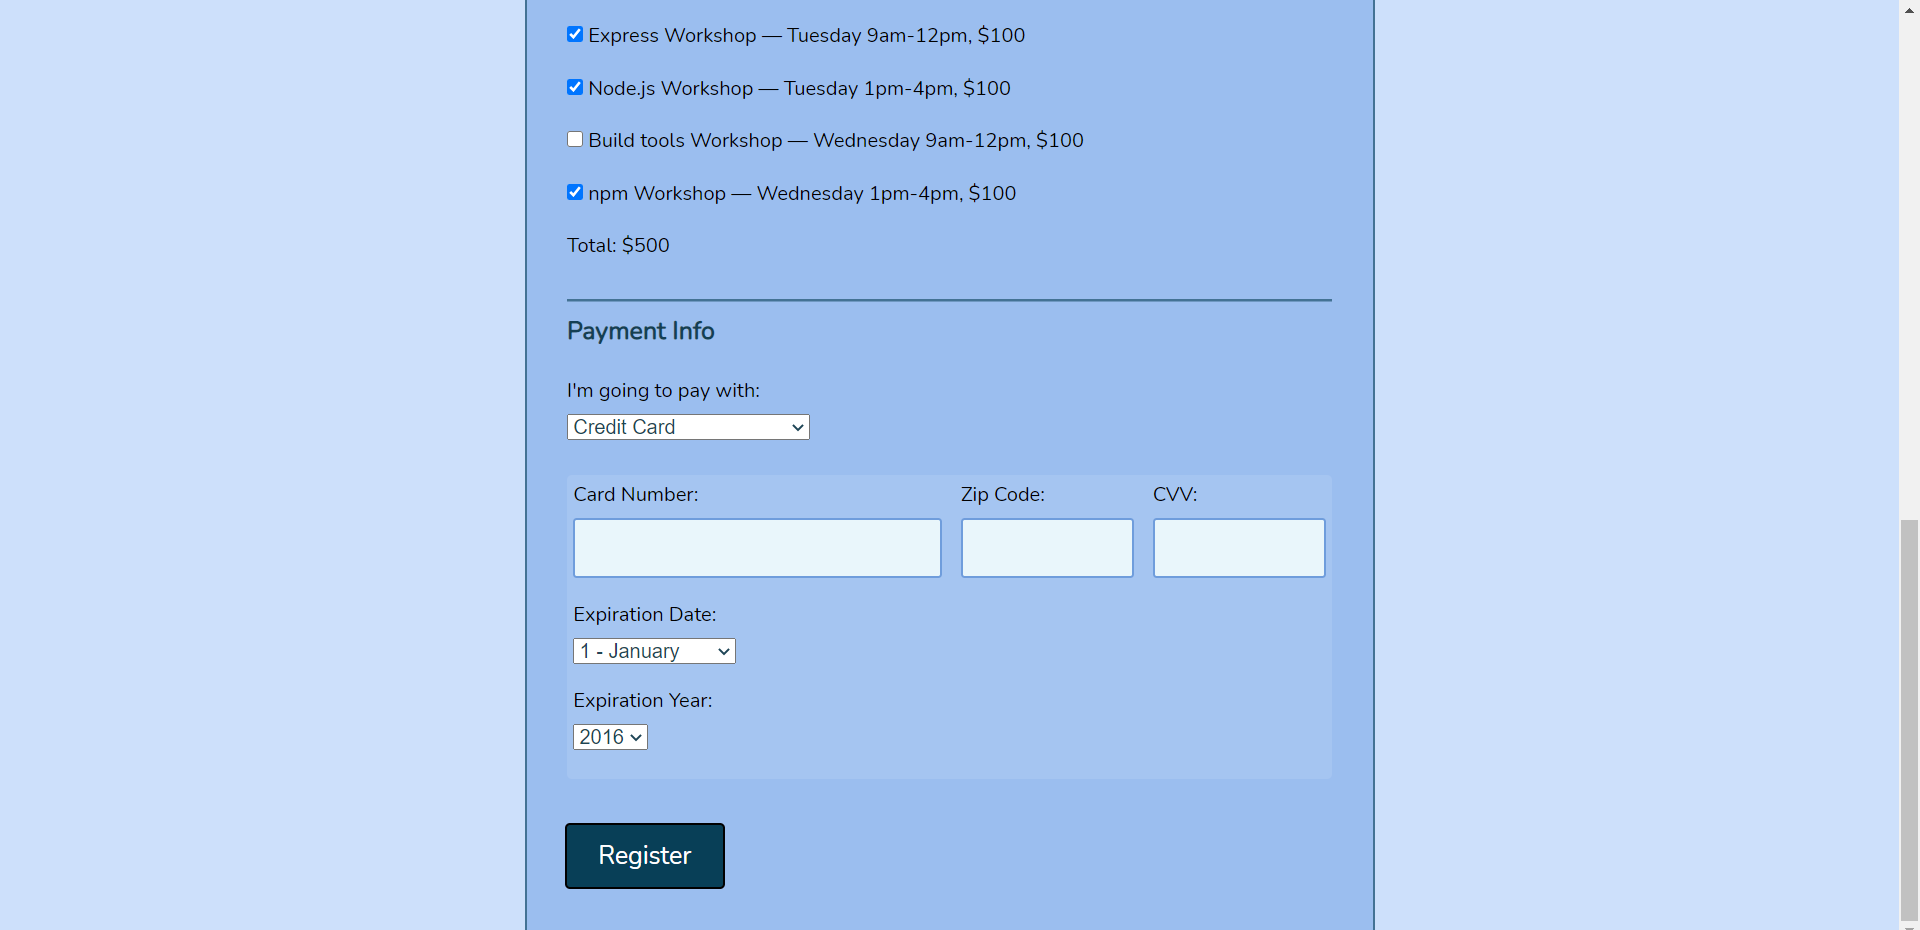 Express Workshop — Tuesday 9am-12pm, $100
Node.js Workshop — Tuesday 1pm-4pm, $100
Build tools Workshop — Wednesday 9am-12pm, $100
npm Workshop — Wednesday 1pm-4pm, $100
Total: $500
Payment Info
I'm going to pay with:
Credit Card
Card Number: Zip Code: CVV:
Expiration Date:
1 - January
Expiration Year:
2016
Register